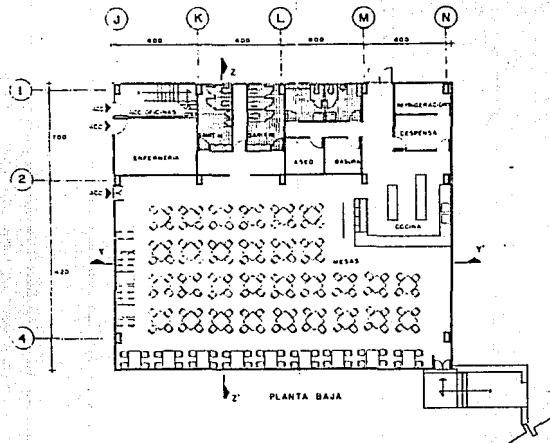 J K L M N
600 600 600 600
Z
1
ACC OFICINAS
ACC
REFRIGERACION
700
ACC
SANIT. H.
SANIT. M.
DESPENSA
ENFERMERIA
ASEO
BASURA
2
ACC
COCINA
Y
MESAS
Y'
420
4
Z'
PLANTA BAJA